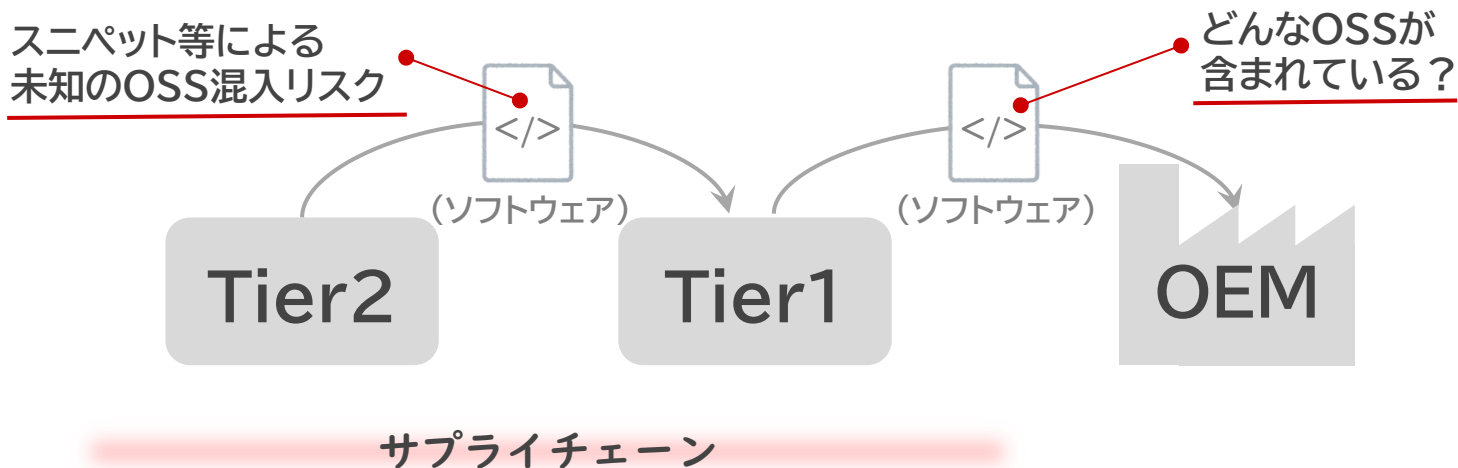 スニペット等による
未知のOSS混入リスク
どんなOSSが
含まれている？
</>
</>
（ソフトウェア）
（ソフトウェア）
Tier2
Tier1
OEM
サプライチェーン